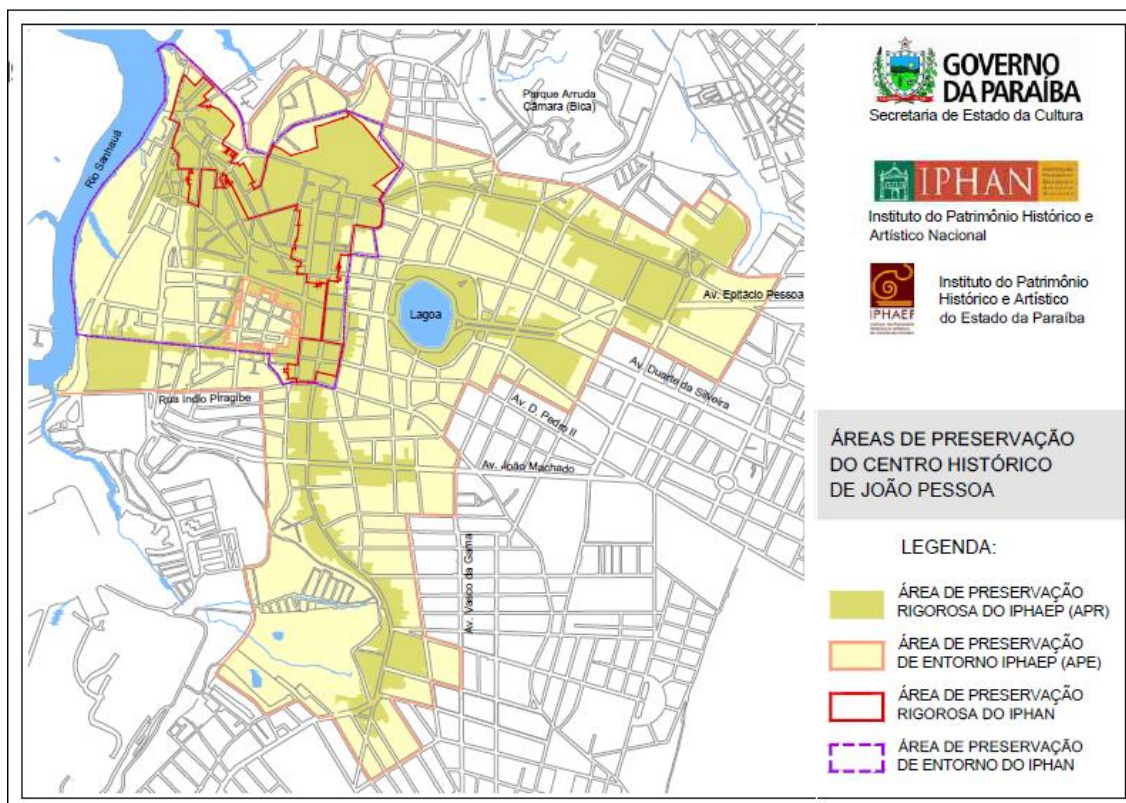 Rio Sanhauá
Parque Arruda
Câmara (Bica)
Av. Epitácio Pessoa
Lagoa
Av. Duarte da Silveira
Rua Índio Piragibe
Av. D. Pedro II
Av. João Machado
Av. Vasco da Gama
GOVERNO
DA PARAÍBA
Secretaria de Estado da Cultura
IPHAN
Instituto do Patrimônio Histórico e
Artístico Nacional
IPHAEP
Instituto do Patrimônio
Histórico e Artístico
do Estado da Paraíba
ÁREAS DE PRESERVAÇÃO
DO CENTRO HISTÓRICO
DE JOÃO PESSOA
LEGENDA:
ÁREA DE PRESERVAÇÃO
RIGOROSA DO IPHAEP (APR)
ÁREA DE PRESERVAÇÃO
DE ENTORNO IPHAEP (APE)
ÁREA DE PRESERVAÇÃO
RIGOROSA DO IPHAN
ÁREA DE PRESERVAÇÃO
DE ENTORNO DO IPHAN